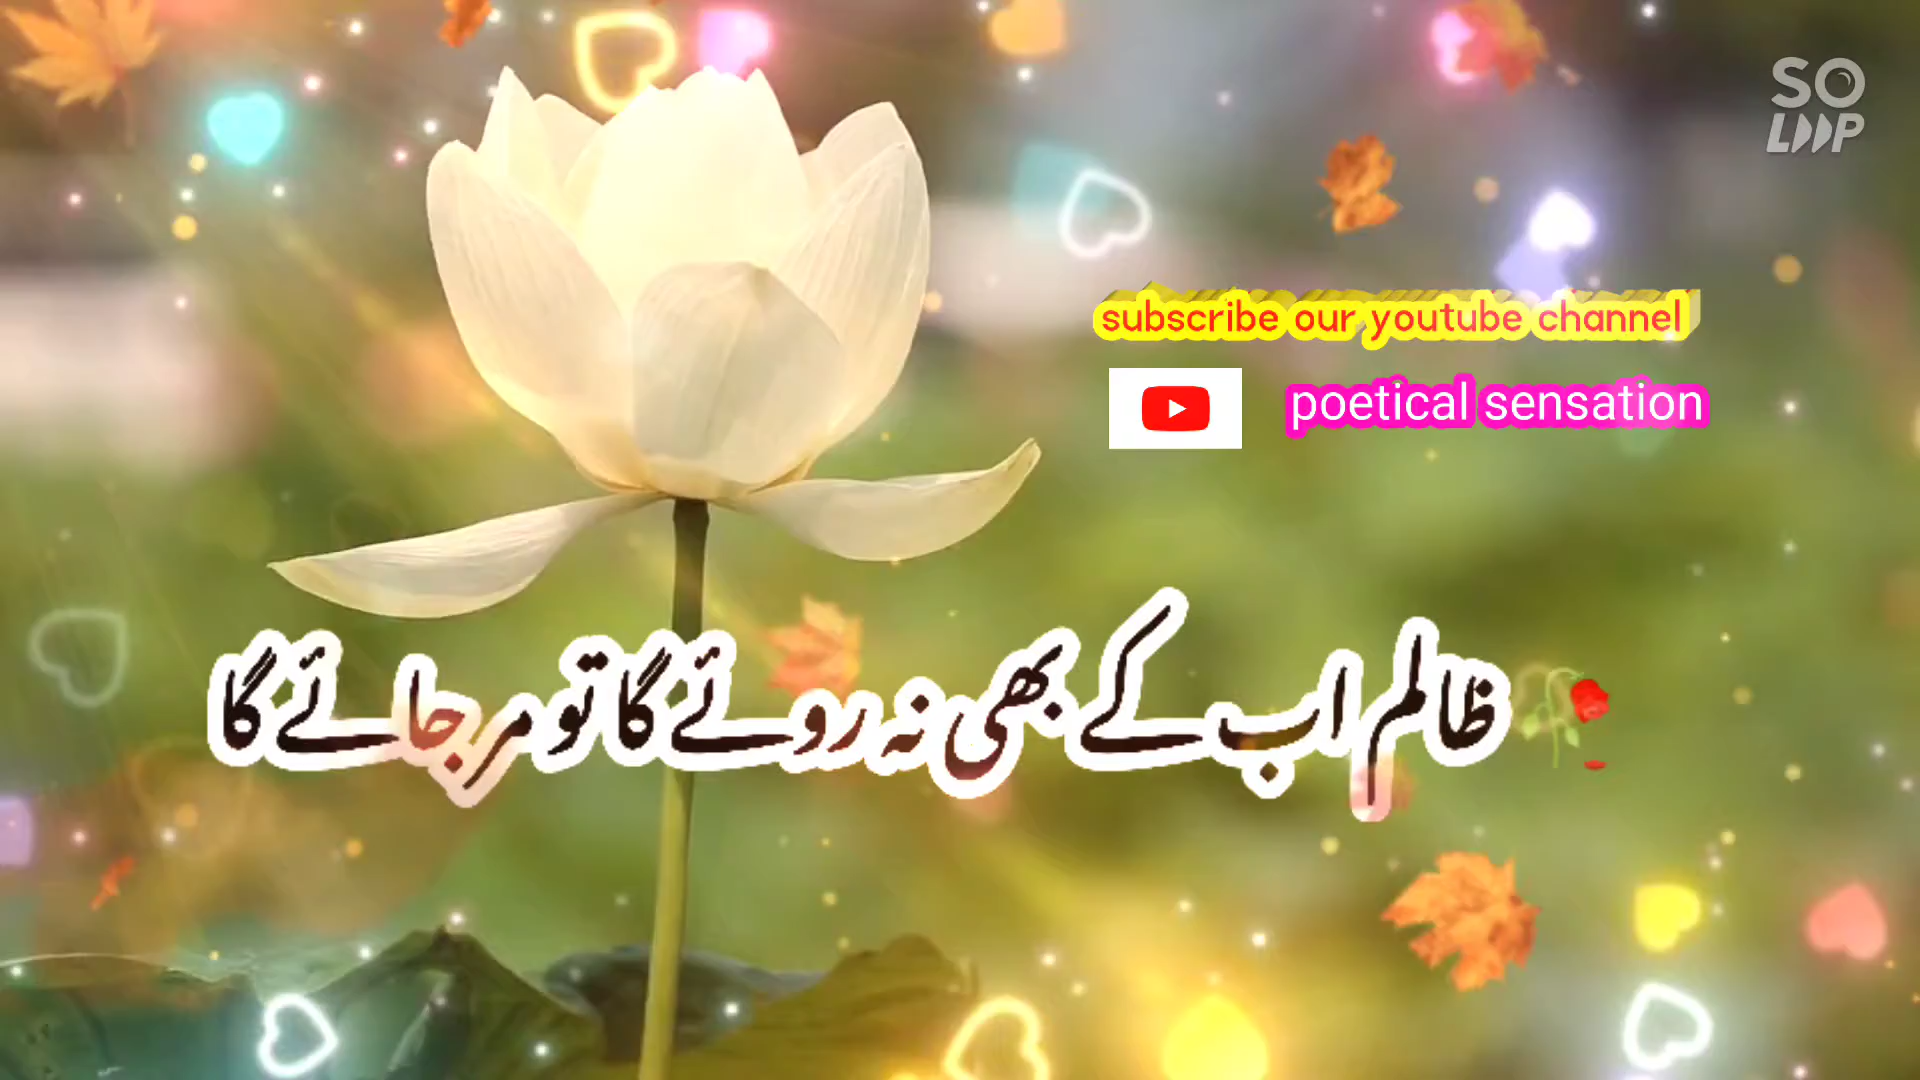 SO
LOOP
subscribe our youtube channel
poetical sensation
ظالم اب کے بھی نہ روئے گا تو مر جائے گا